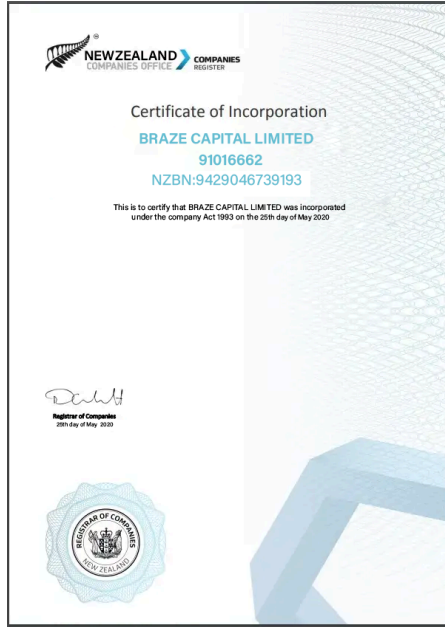 ®
NEWZEALAND
COMPANIES OFFICE
COMPANIES
REGISTER
Certificate of Incorporation
BRAZE CAPITAL LIMITED
91016662
NZBN:9429046739193
This is to certify that BRAZE CAPITAL LIMITED was incorporated
under the company Act 1993 on the 25th day of May 2020
Registrar of Companies
25th day of May 2020
REGISTRAR OF COMPANIES
NEW ZEALAND